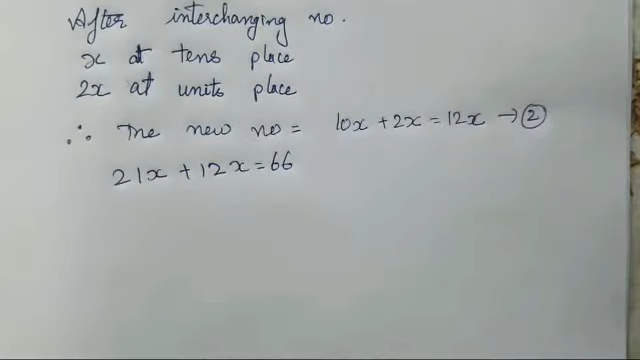 After interchanging no.
x at tens place
2x at units place
∴ The new no = 10x + 2x = 12x → ②
21x + 12x = 66